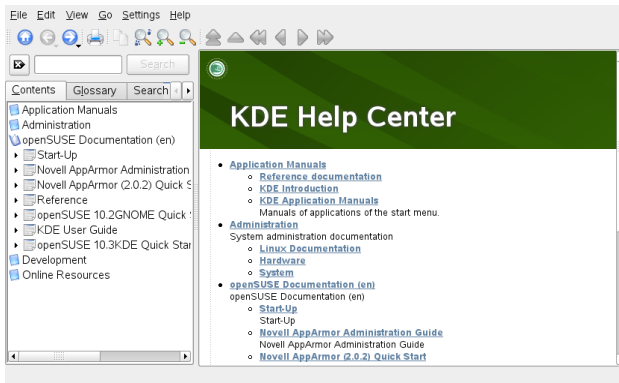 File Edit View Go Settings Help
Search
Contents Glossary Search
Application Manuals
Administration
openSUSE Documentation (en)
Start-Up
Novell AppArmor Administration
Novell AppArmor (2.0.2) Quick S
Reference
openSUSE 10.2GNOME Quick
KDE User Guide
openSUSE 10.3KDE Quick Star
Development
Online Resources
KDE Help Center
Application Manuals
Reference documentation
KDE Introduction
KDE Application Manuals
Manuals of applications of the start menu.
Administration
System administration documentation
Linux Documentation
Hardware
System
openSUSE Documentation (en)
openSUSE Documentation (en)
Start-Up
Start-Up
Novell AppArmor Administration Guide
Novell AppArmor Administration Guide
Novell AppArmor (2.0.2) Quick Start